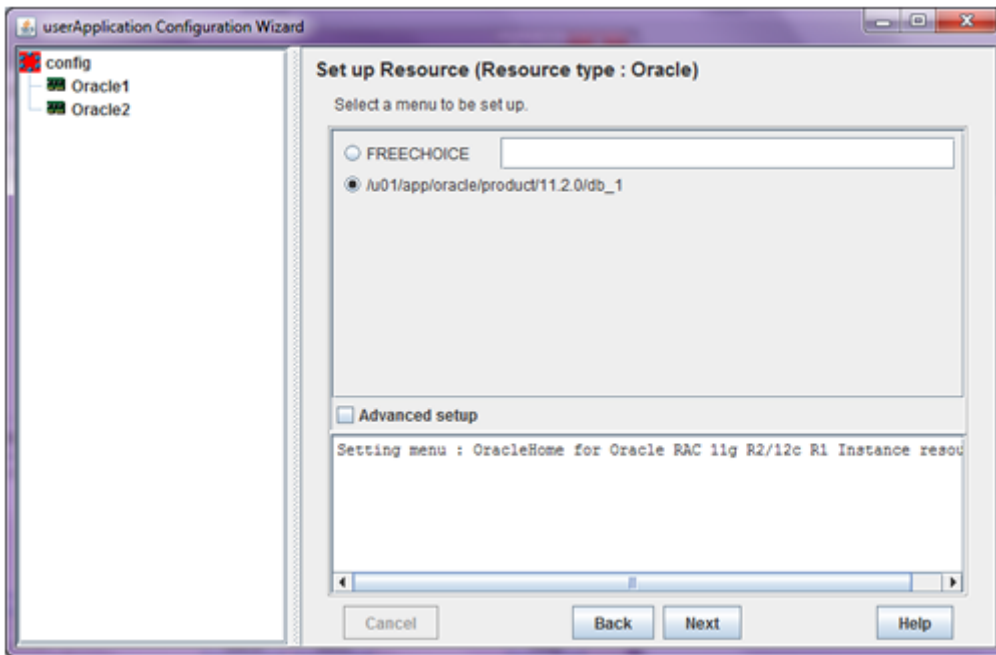 userApplication Configuration Wizard
config
Oracle1
Oracle2
Set up Resource (Resource type : Oracle)
Select a menu to be set up.
FREECHOICE
/u01/app/oracle/product/11.2.0/db_1
Advanced setup
Setting menu : OracleHome for Oracle RAC 11g R2/12c R1 Instance resou
Cancel Back Next Help